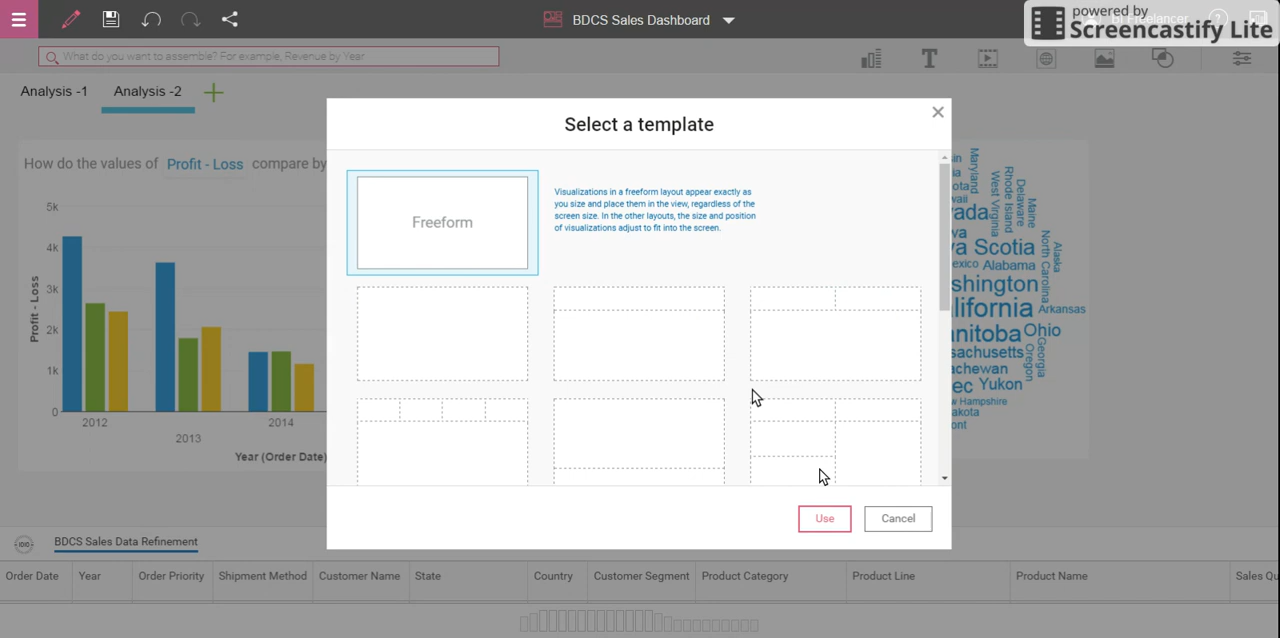 BDCS Sales Dashboard
powered by
Screencastify Lite
What do you want to assemble? For example, Revenue by Year
Analysis -1
Analysis -2
How do the values of Profit - Loss compare by
5k
4k
3k
2k
1k
0
Profit - Loss
2012
2013
2014
Year (Order Date)
Select a template
Freeform
Visualizations in a freeform layout appear exactly as
you size and place them in the view, regardless of the
screen size. In the other layouts, the size and position
of visualizations adjust to fit into the screen.
Use
Cancel
Maryland
West Virginia
Rhode Island
Delaware
Maine
North Carolina
Alaska
Alabama
Arkansas
Ohio
Georgia
Oregon
Yukon
Hampshire
BDCS Sales Data Refinement
Order Date
Year
Order Priority
Shipment Method
Customer Name
State
Country
Customer Segment
Product Category
Product Line
Product Name
Sales Qu